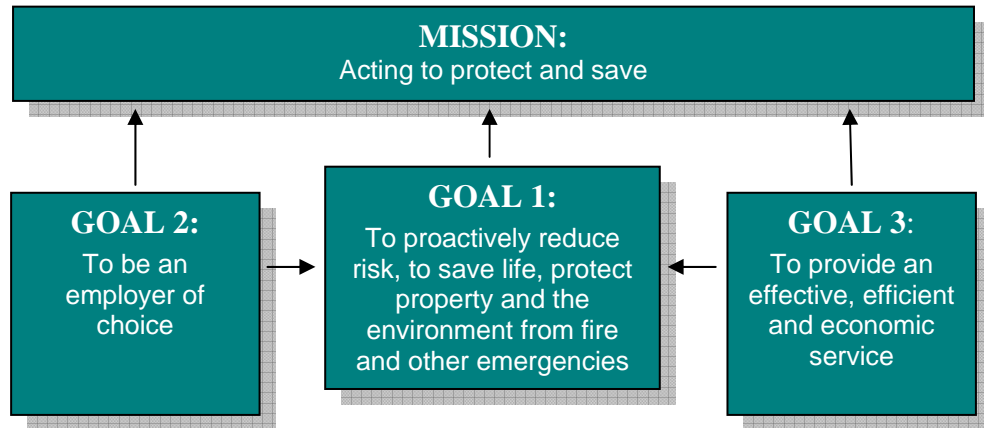 MISSION:
Acting to protect and save
GOAL 2:
To be an
employer of
choice
GOAL 1:
To proactively reduce
risk, to save life, protect
property and the
environment from fire
and other emergencies
GOAL 3:
To provide an
effective, efficient
and economic
service